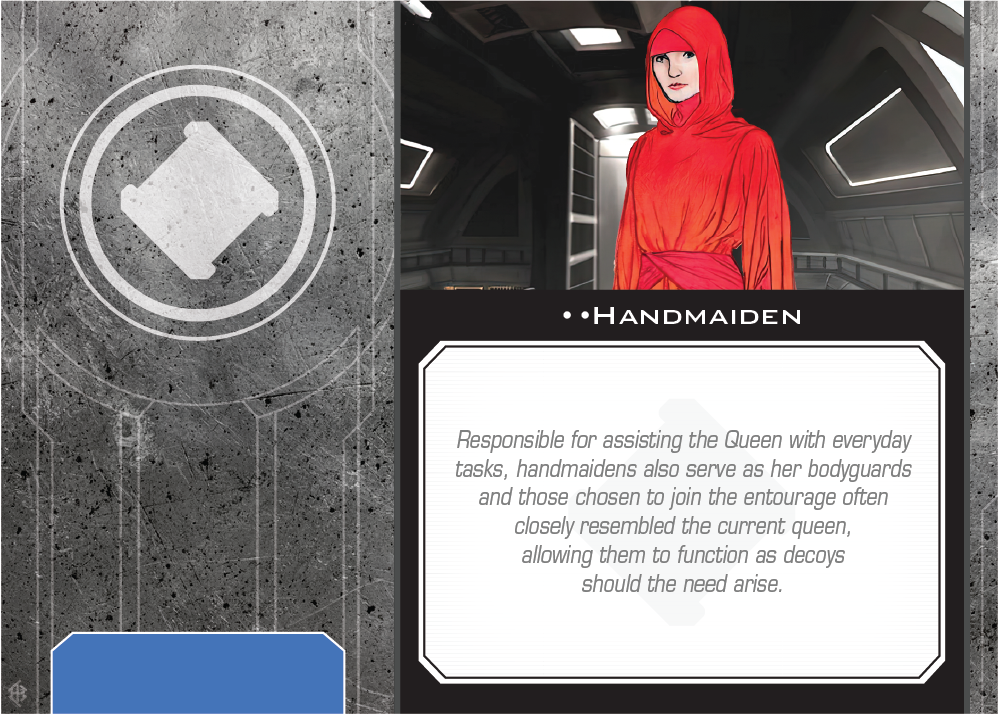 ••Handmaiden
Responsible for assisting the Queen with everyday
tasks, handmaidens also serve as her bodyguards
and those chosen to join the entourage often
closely resembled the current queen,
allowing them to function as decoys
should the need arise.